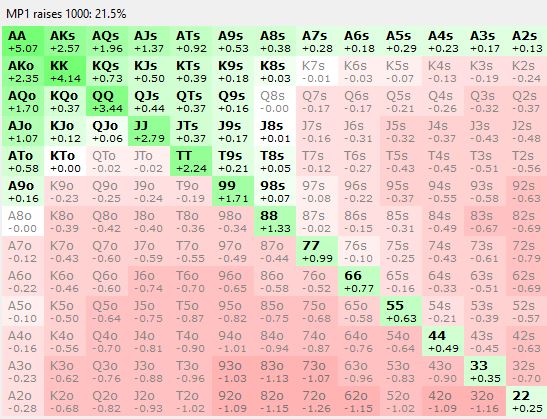 MP1 raises 1000: 21.5%
AA AKs AQs AJs ATs A9s A8s A7s A6s A5s A4s A3s A2s
+5.07 +2.57 +1.96 +1.37 +0.92 +0.53 +0.38 +0.28 +0.18 +0.29 +0.23 +0.17 +0.13
AKo KK KQs KJs KTs K9s K8s K7s K6s K5s K4s K3s K2s
+2.35 +4.14 +0.73 +0.50 +0.39 +0.18 +0.03 -0.01 -0.03 -0.07 -0.13 -0.19 -0.24
AQo KQo QQ QJs QTs Q9s Q8s Q7s Q6s Q5s Q4s Q3s Q2s
+1.70 +0.37 +3.44 +0.44 +0.37 +0.16 -0.00 -0.17 -0.17 -0.21 -0.26 -0.32 -0.37
AJo KJo QJo JJ JTs J9s J8s J7s J6s J5s J4s J3s J2s
+1.07 +0.12 +0.06 +2.79 +0.37 +0.17 +0.01 -0.16 -0.31 -0.32 -0.37 -0.43 -0.48
ATo KTo QTo JTo TT T9s T8s T7s T6s T5s T4s T3s T2s
+0.58 +0.00 -0.02 -0.02 +2.24 +0.21 +0.05 -0.12 -0.27 -0.43 -0.45 -0.51 -0.56
A9o K9o Q9o J9o T9o 99 98s 97s 96s 95s 94s 93s 92s
+0.16 -0.23 -0.25 -0.24 -0.19 +1.71 +0.07 -0.08 -0.22 -0.37 -0.55 -0.58 -0.63
A8o K8o Q8o J8o T8o 98o 88 87s 86s 85s 84s 83s 82s
-0.00 -0.39 -0.42 -0.40 -0.36 -0.34 +1.33 -0.02 -0.15 -0.31 -0.49 -0.67 -0.69
A7o K7o Q7o J7o T7o 97o 87o 77 76s 75s 74s 73s 72s
-0.12 -0.43 -0.60 -0.59 -0.55 -0.49 -0.44 +0.99 -0.10 -0.25 -0.43 -0.61 -0.79
A6o K6o Q6o J6o T6o 96o 86o 76o 66 65s 64s 63s 62s
-0.22 -0.46 -0.60 -0.74 -0.70 -0.65 -0.58 -0.52 +0.77 -0.16 -0.33 -0.51 -0.69
A5o K5o Q5o J5o T5o 95o 85o 75o 65o 55 54s 53s 52s
-0.10 -0.50 -0.64 -0.75 -0.87 -0.82 -0.75 -0.68 -0.58 +0.63 -0.21 -0.39 -0.57
A4o K4o Q4o J4o T4o 94o 84o 74o 64o 54o 44 43s 42s
-0.16 -0.56 -0.70 -0.81 -0.90 -1.01 -0.94 -0.87 -0.76 -0.64 +0.49 -0.45 -0.63
A3o K3o Q3o J3o T3o 93o 83o 73o 63o 53o 43o 33 32s
-0.23 -0.62 -0.76 -0.88 -0.96 -1.03 -1.13 -1.07 -0.96 -0.83 -0.90 +0.35 -0.70
A2o K2o Q2o J2o T2o 92o 82o 72o 62o 52o 42o 32o 22
-0.28 -0.68 -0.82 -0.93 -1.02 -1.09 -1.15 -1.26 -1.15 -1.02 -1.09 -1.16 +0.25